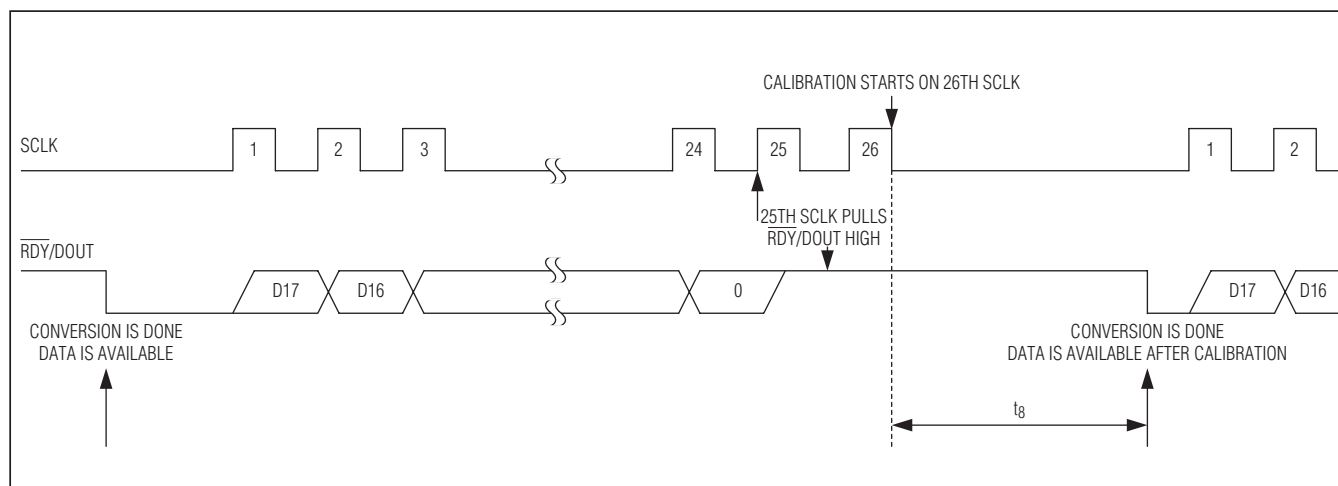 CALIBRATION STARTS ON 26TH SCLK
SCLK
1
2
3
24
25
26
1
2
25TH SCLK PULLS
RDY/DOUT HIGH
RDY/DOUT
D17
D16
0
D17
D16
CONVERSION IS DONE
DATA IS AVAILABLE
CONVERSION IS DONE
DATA IS AVAILABLE AFTER CALIBRATION
t8